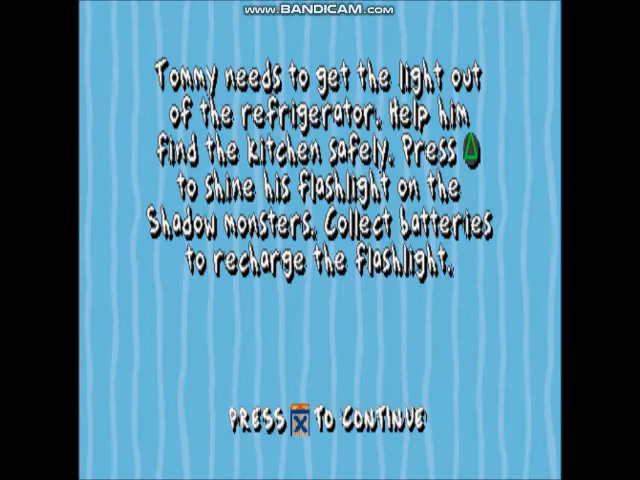 www.BANDICAM.com
Tommy needs to get the light out
of the refrigerator. Help him
find the kitchen safely. Press △
to shine his flashlight on the
Shadow monsters. Collect batteries
to recharge the flashlight.
PRESS X TO CONTINUE